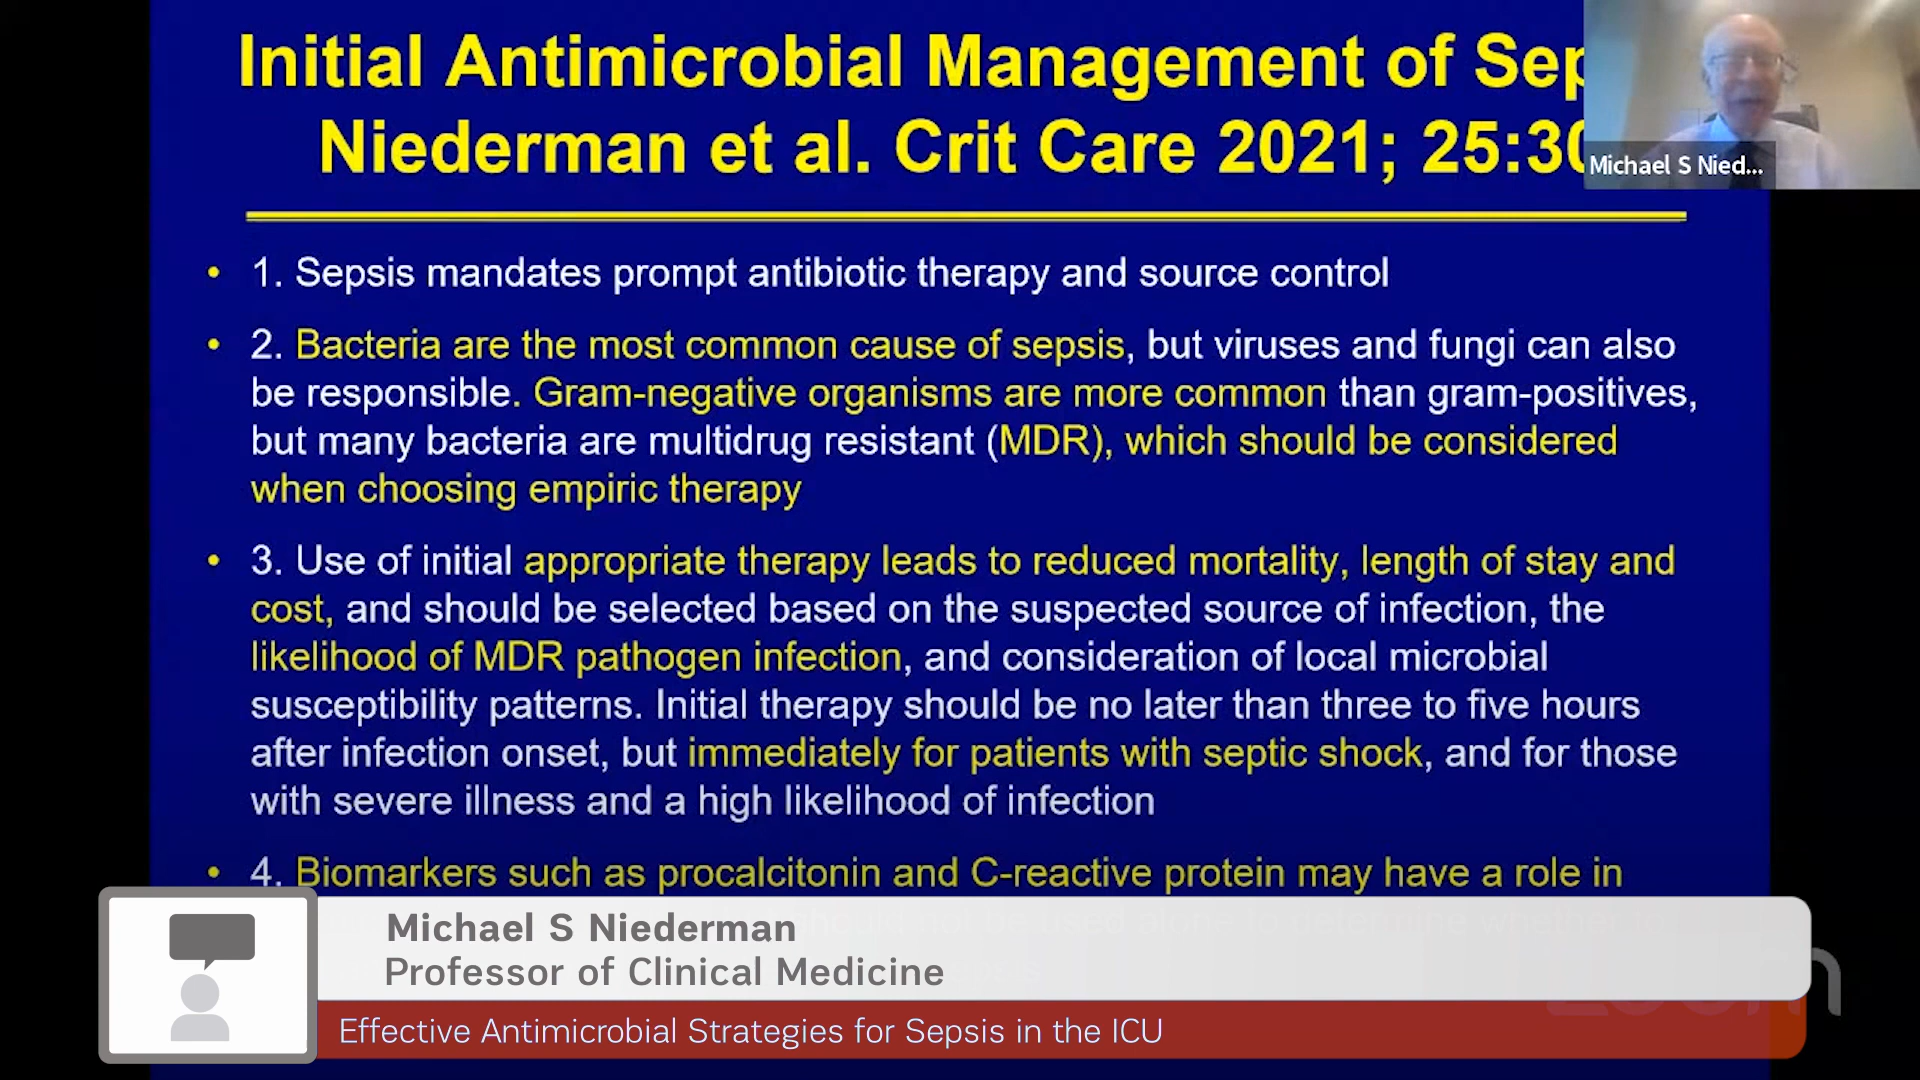 Initial Antimicrobial Management of Sep
Niederman et al. Crit Care 2021; 25:30
Michael S Nied...
• 1. Sepsis mandates prompt antibiotic therapy and source control
• 2. Bacteria are the most common cause of sepsis, but viruses and fungi can also
be responsible. Gram-negative organisms are more common than gram-positives,
but many bacteria are multidrug resistant (MDR), which should be considered
when choosing empiric therapy
• 3. Use of initial appropriate therapy leads to reduced mortality, length of stay and
cost, and should be selected based on the suspected source of infection, the
likelihood of MDR pathogen infection, and consideration of local microbial
susceptibility patterns. Initial therapy should be no later than three to five hours
after infection onset, but immediately for patients with septic shock, and for those
with severe illness and a high likelihood of infection
• 4. Biomarkers such as procalcitonin and C-reactive protein may have a role in
Michael S Niederman
Professor of Clinical Medicine
Effective Antimicrobial Strategies for Sepsis in the ICU